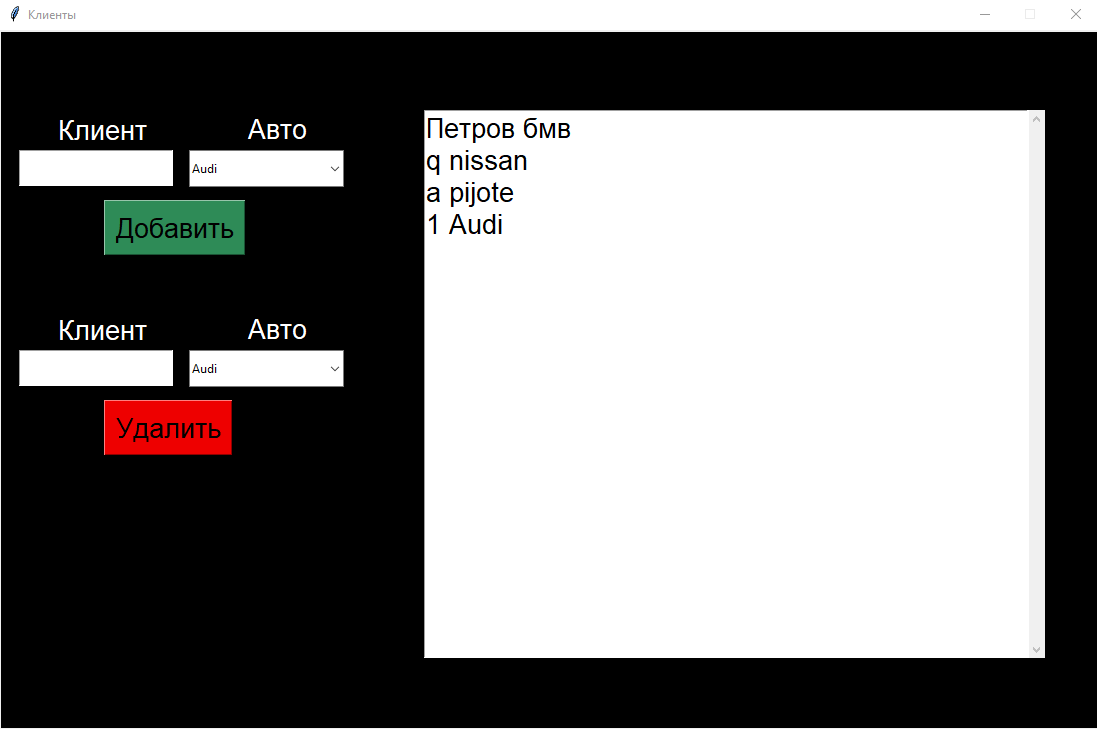 Клиенты
Клиент Авто
Audi
Добавить
Клиент Авто
Audi
Удалить
Петров бмв
q nissan
a pijote
1 Audi